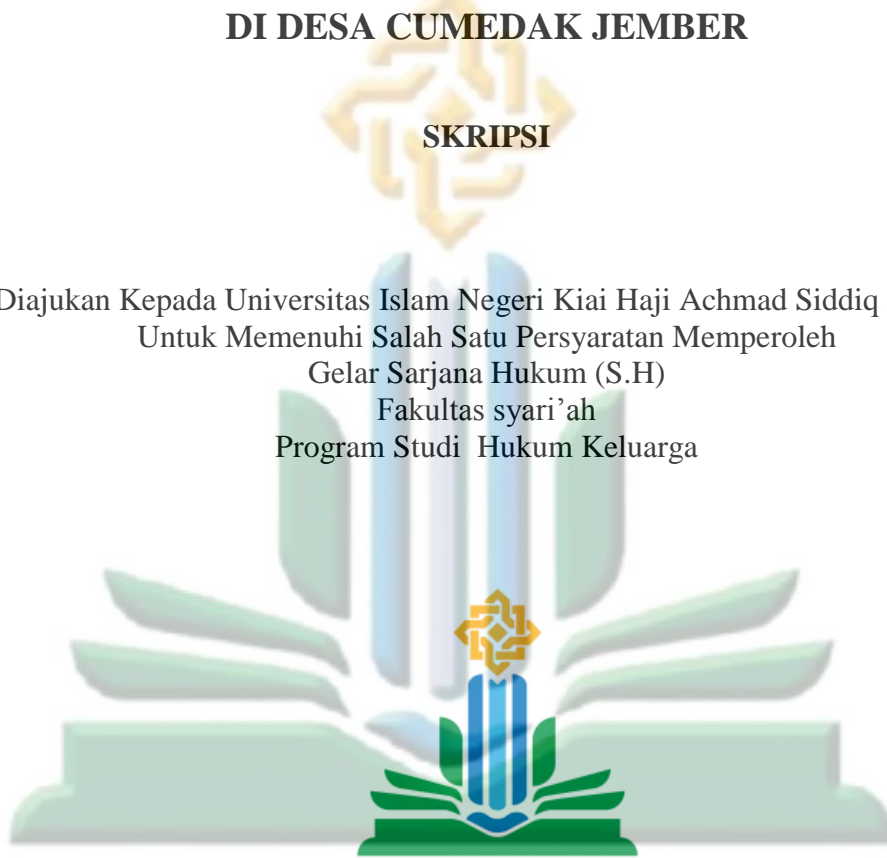 DI DESA CUMEDAK JEMBER
SKRIPSI
Diajukan Kepada Universitas Islam Negeri Kiai Haji Achmad Siddiq
Untuk Memenuhi Salah Satu Persyaratan Memperoleh
Gelar Sarjana Hukum (S.H)
Fakultas syari’ah
Program Studi Hukum Keluarga